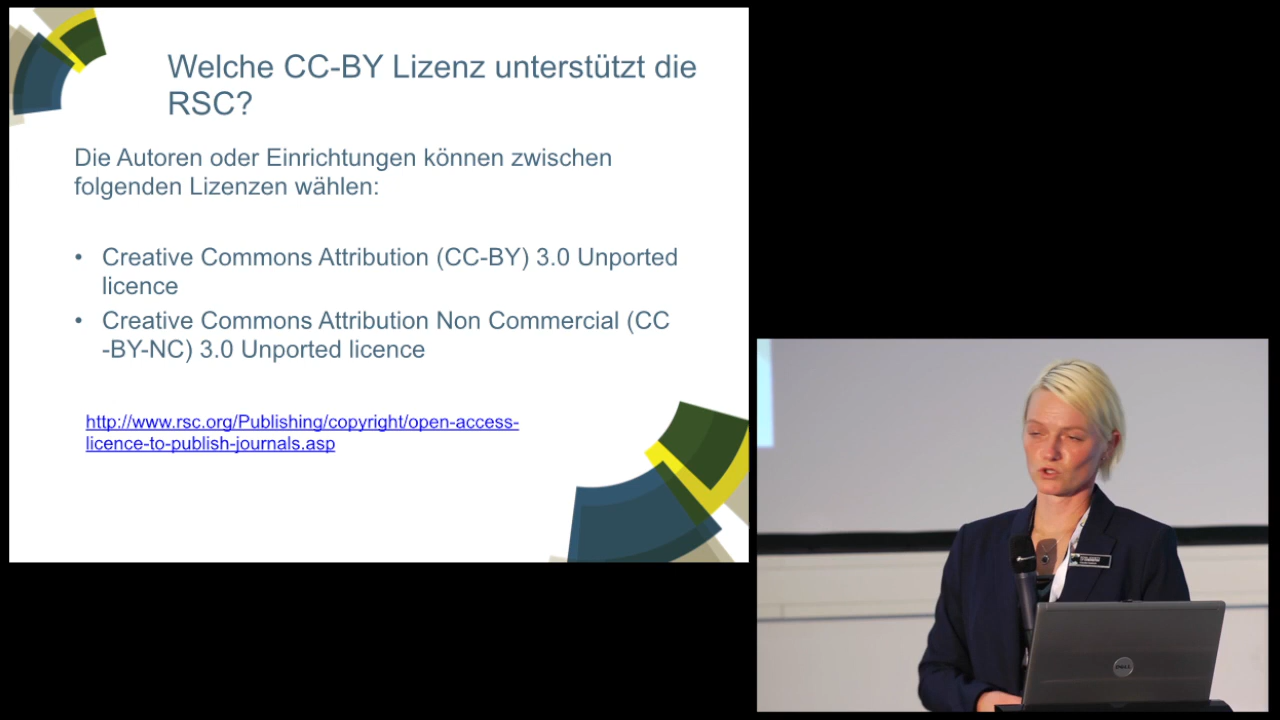 Welche CC-BY Lizenz unterstützt die
RSC?
Die Autoren oder Einrichtungen können zwischen
folgenden Lizenzen wählen:
• Creative Commons Attribution (CC-BY) 3.0 Unported
licence
• Creative Commons Attribution Non Commercial (CC
-BY-NC) 3.0 Unported licence
http://www.rsc.org/Publishing/copyright/open-access-
licence-to-publish-journals.asp
DELL